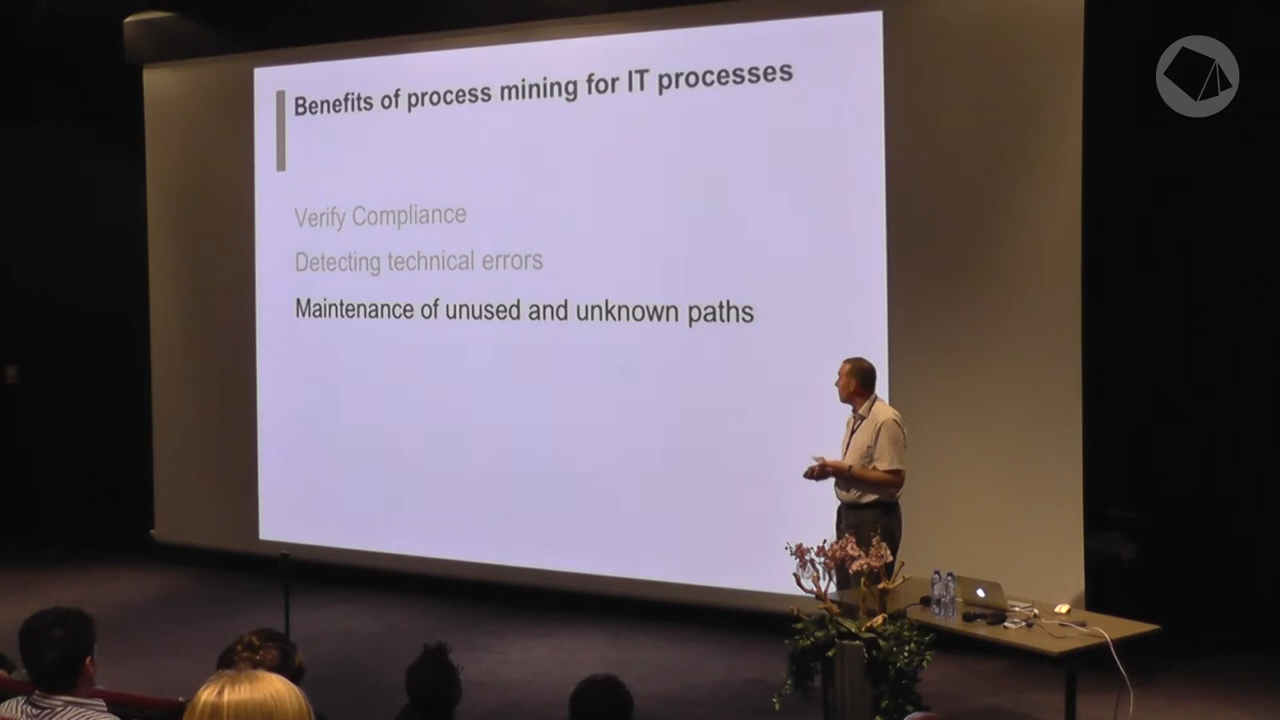 Benefits of process mining for IT processes
Verify Compliance
Detecting technical errors
Maintenance of unused and unknown paths